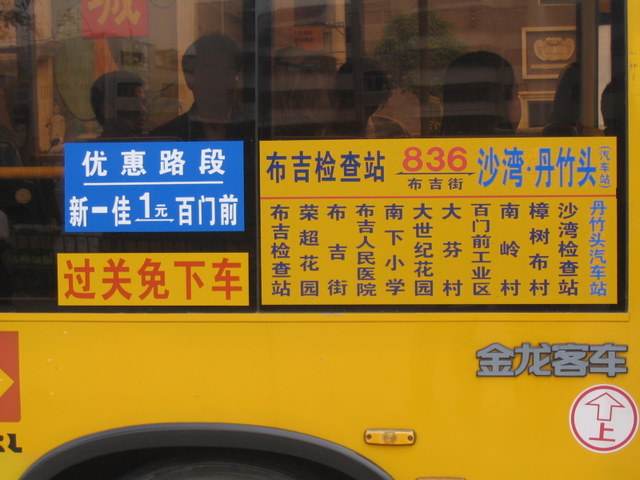 城
优惠路段
新一佳1元百门前
过关免下车
布吉检查站 836 沙湾·丹竹头(汽车站)
布吉街
布吉检查站
荣超花园
布吉街
布吉人民医院
南下小学
大世纪花园
大芬村
百门前工业区
南岭村
樟树布村
沙湾检查站
丹竹头汽车站
金龙客车
上